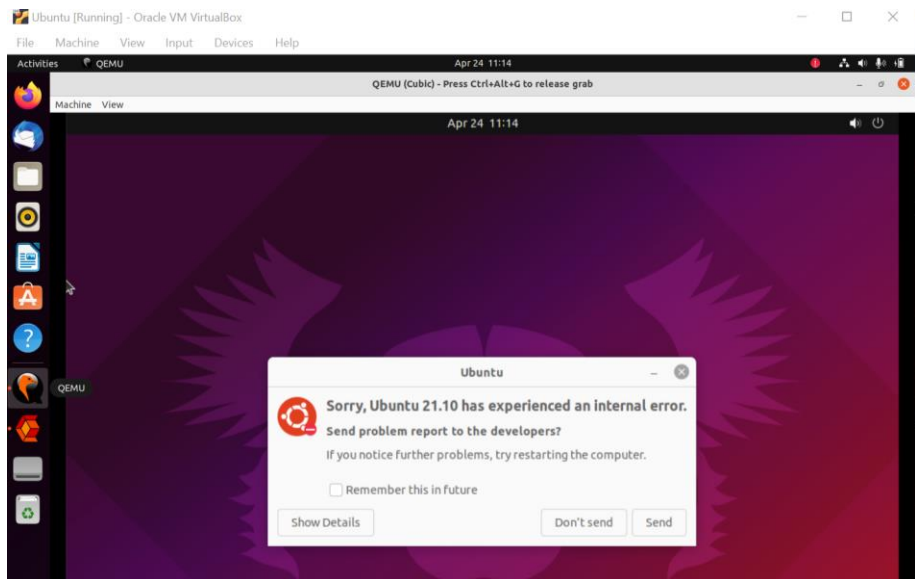 Ubuntu [Running] - Oracle VM VirtualBox
File Machine View Input Devices Help
Activities QEMU Apr 24 11:14
QEMU (Cubic) - Press Ctrl+Alt+G to release grab
Machine View
Apr 24 11:14
QEMU
Ubuntu
Sorry, Ubuntu 21.10 has experienced an internal error.
Send problem report to the developers?
If you notice further problems, try restarting the computer.
Remember this in future
Show Details Don't send Send